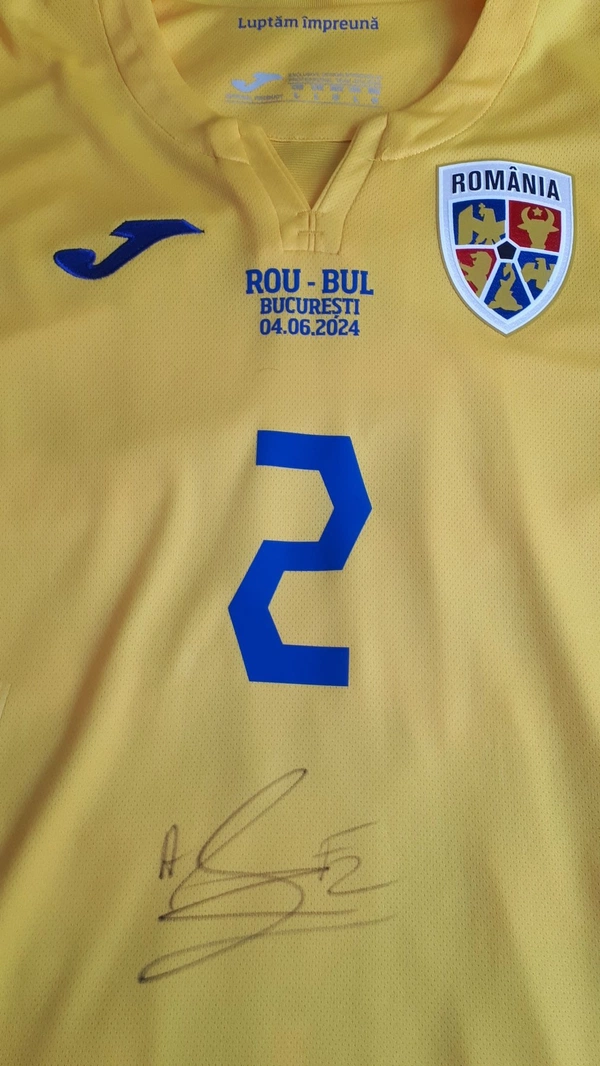 Luptăm împreună
ROMÂNIA
ROU - BUL
BUCUREȘTI
04.06.2024
2